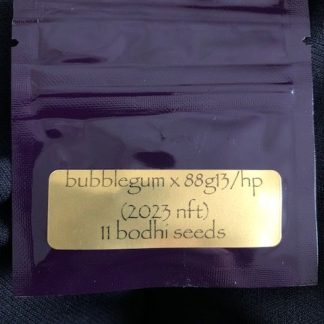 bubblegum x 88g13/hp
(2023 nft)
11 bodhi seeds